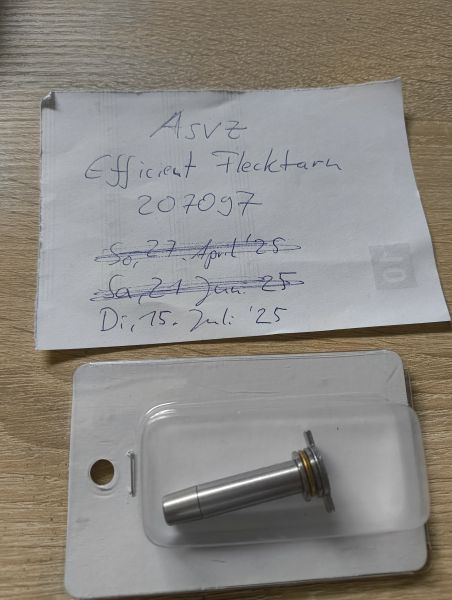 Asvz
Efficient Flecktarn
207097
So, 27. April '25
Sa, 21 Jun. 25
Di, 15. Juli '25